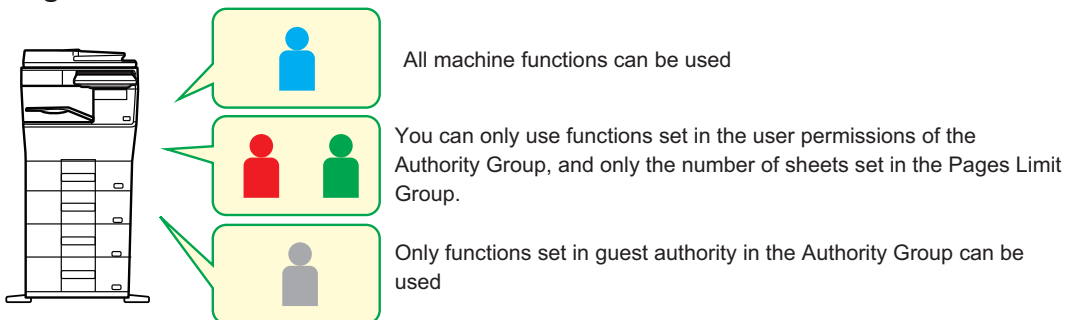 All machine functions can be used
You can only use functions set in the user permissions of the
Authority Group, and only the number of sheets set in the Pages Limit
Group.
Only functions set in guest authority in the Authority Group can be
used